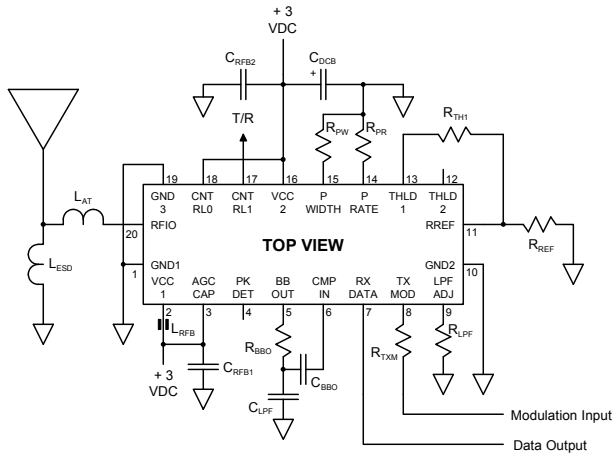 + 3
VDC
CRFB2
CDCB
+
T/R
RPW
RPR
RTH1
19
18
17
16
15
14
13
12
GND
3
CNT
RL0
CNT
RL1
VCC
2
P
WIDTH
P
RATE
THLD
1
THLD
2
LAT
20
RFIO
RREF
11
TOP VIEW
RREF
LESD
1
GND1
GND2
10
VCC
1
AGC
CAP
PK
DET
BB
OUT
CMP
IN
RX
DATA
TX
MOD
LPF
ADJ
2
3
4
5
6
7
8
9
LRFB
RBBO
RTXM
RLPF
+ 3
VDC
CRFB1
CBBO
CLPF
Modulation Input
Data Output